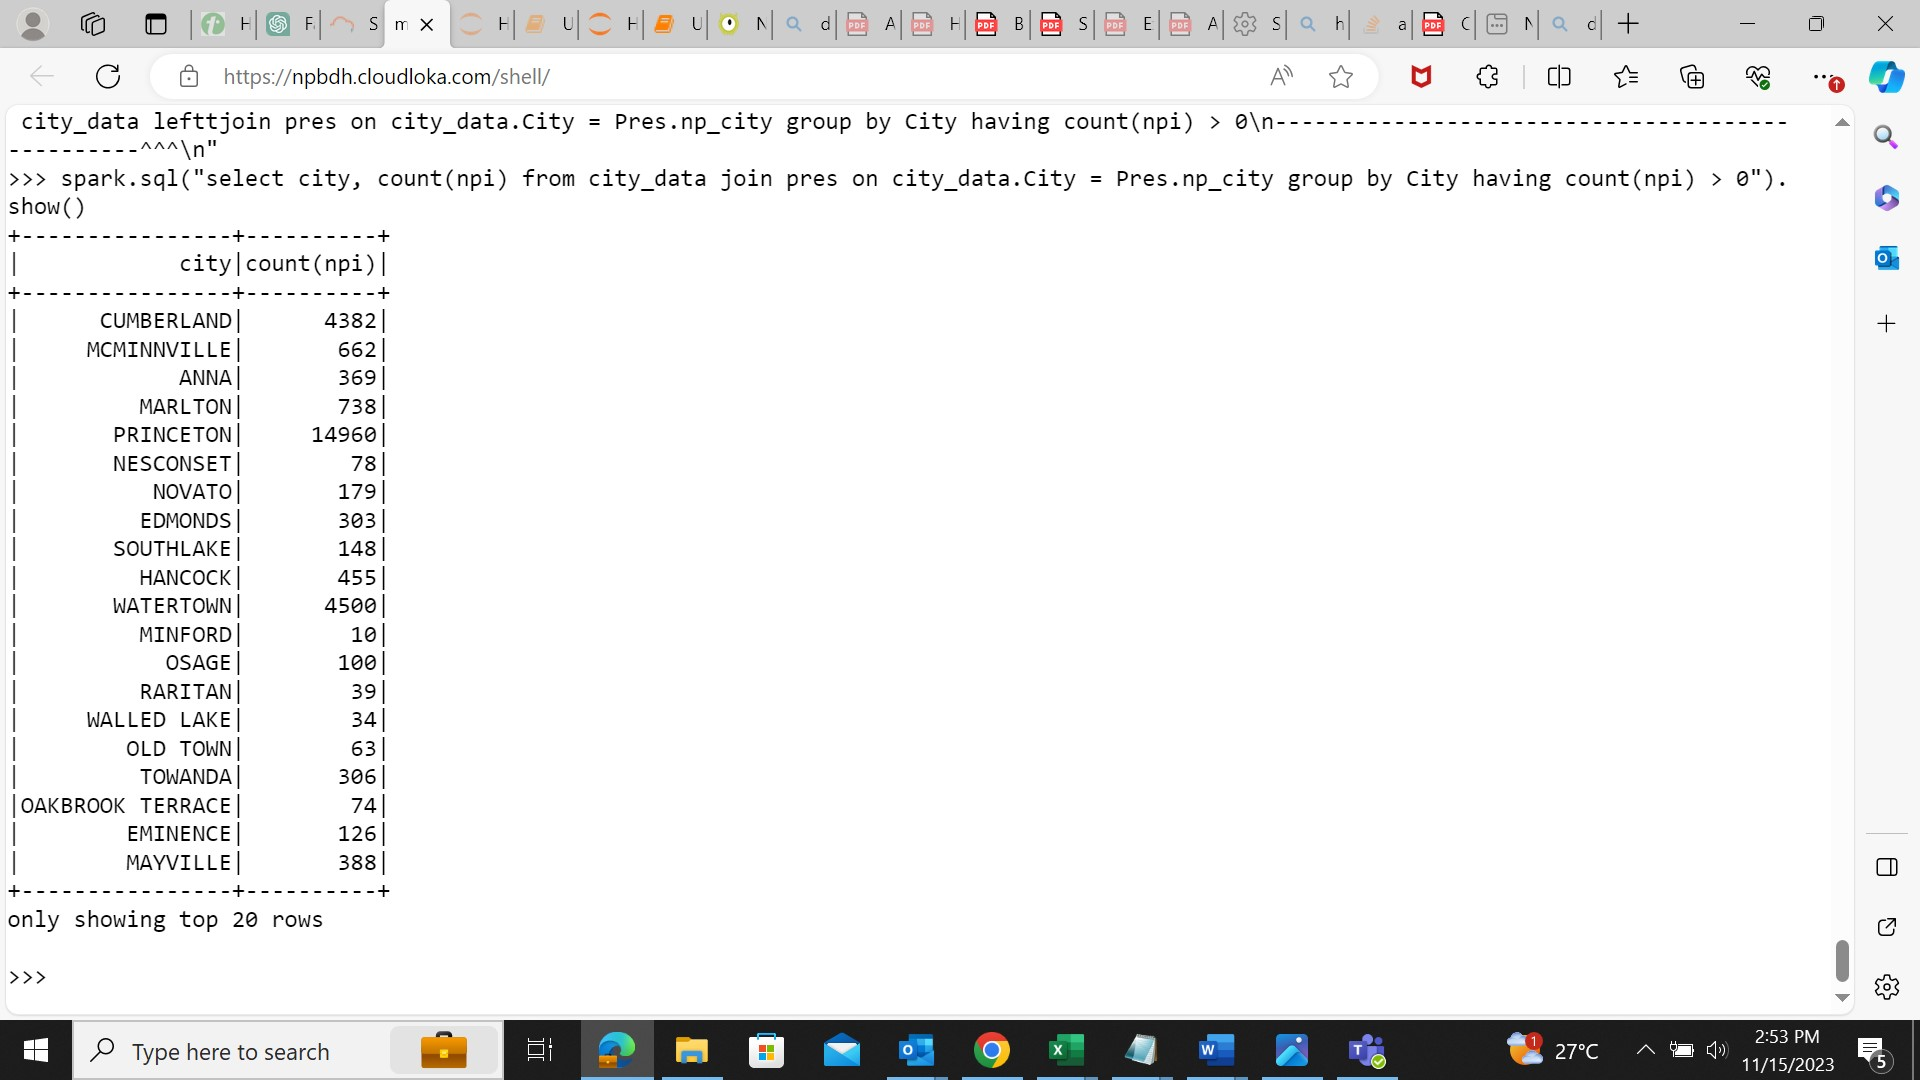 H
F
S
m
H
U
H
U
N
d
A
H
B
S
E
A
S
h
a
C
N
d
https://npbdh.cloudloka.com/shell/
city_data lefttjoin pres on city_data.City = Pres.np_city group by City having count(npi) > 0\n---------------------------------------
----------^^^\n"
>>> spark.sql("select city, count(npi) from city_data join pres on city_data.City = Pres.np_city group by City having count(npi) > 0").
show()
+----------------+----------+
|            city|count(npi)|
+----------------+----------+
|      CUMBERLAND|      4382|
|     MCMINNVILLE|       662|
|            ANNA|       369|
|         MARLTON|       738|
|       PRINCETON|     14960|
|       NESCONSET|        78|
|          NOVATO|       179|
|         EDMONDS|       303|
|       SOUTHLAKE|       148|
|         HANCOCK|       455|
|       WATERTOWN|      4500|
|         MINFORD|        10|
|           OSAGE|       100|
|         RARITAN|        39|
|     WALLED LAKE|        34|
|        OLD TOWN|        63|
|         TOWANDA|       306|
|OAKBROOK TERRACE|        74|
|        EMINENCE|       126|
|        MAYVILLE|       388|
+----------------+----------+
only showing top 20 rows
>>>
Type here to search
1
27°C
2:53 PM
11/15/2023
5